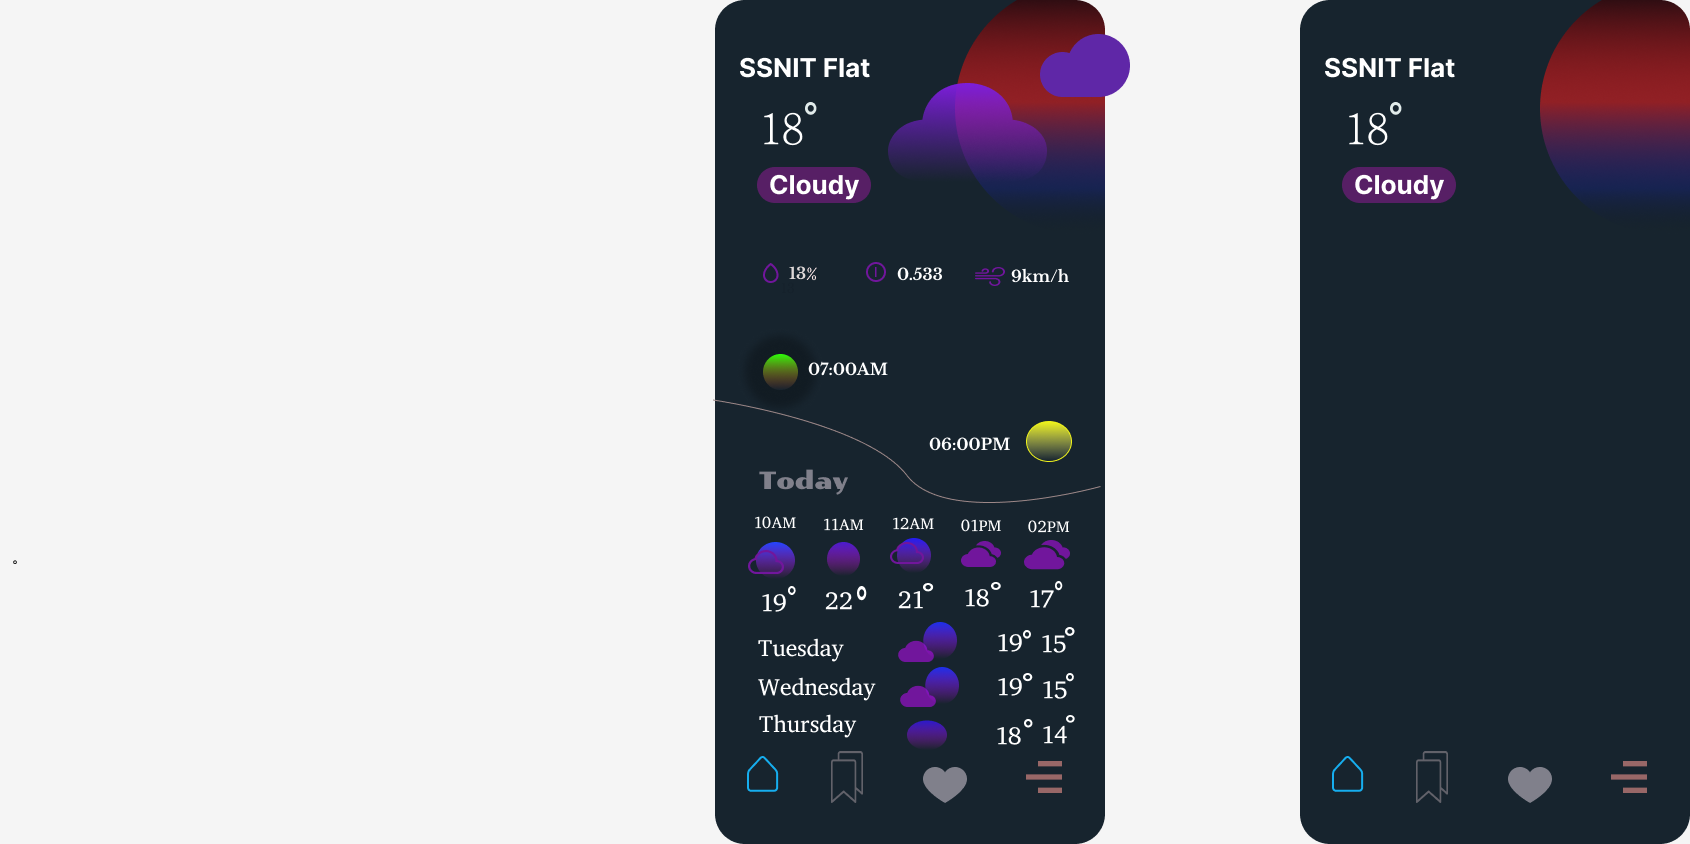 SSNIT Flat
18°
Cloudy
13%
0.533
9km/h
07:00AM
06:00PM
Today
10AM 11AM 12AM 01PM 02PM
19° 22° 21° 18° 17°
Tuesday 19° 15°
Wednesday 19° 15°
Thursday 18° 14°
SSNIT Flat
18°
Cloudy